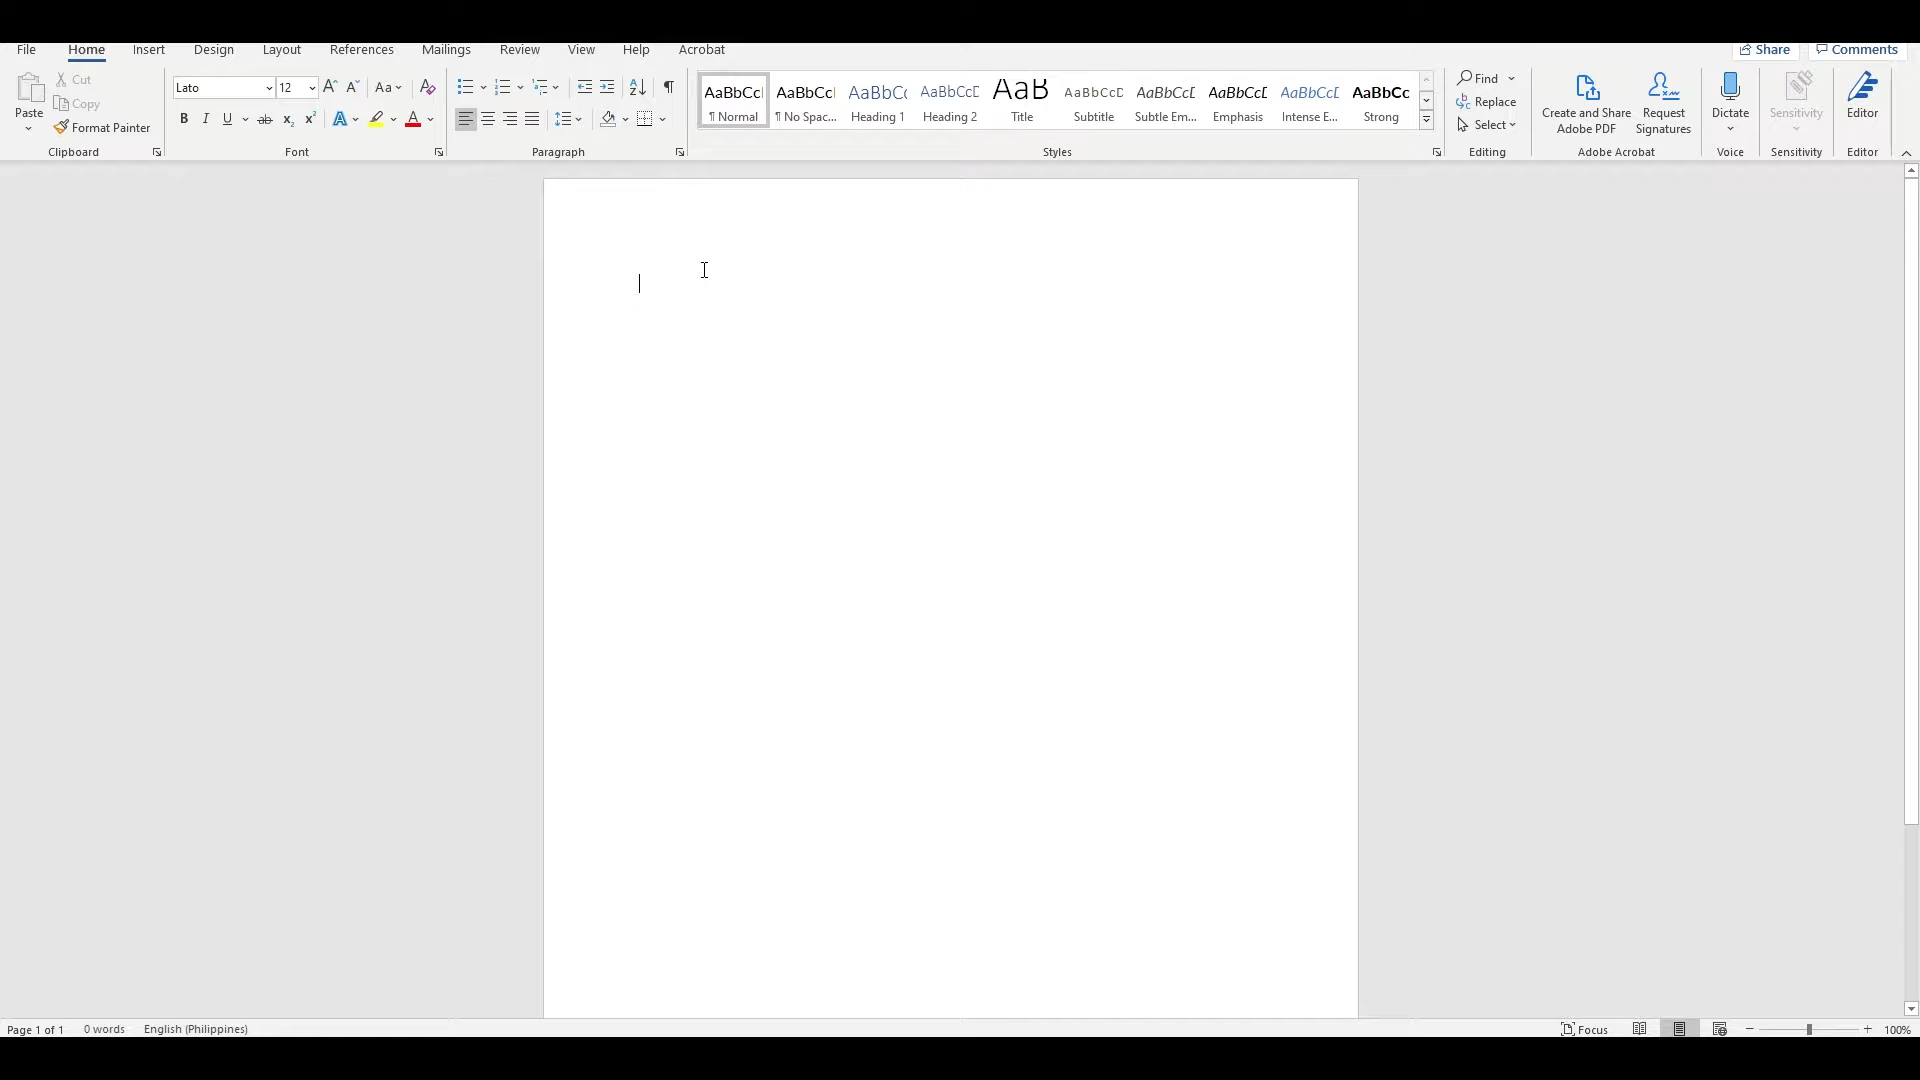 File Home Insert Design Layout References Mailings Review View Help Acrobat Share Comments
Paste Cut Copy Format Painter Clipboard
Lato 12 Aa Font
Paragraph
AaBbCcI AaBbCcI AaBbC( AaBbCcD AaB AaBbCcD AaBbCcD AaBbCcD AaBbCcD AaBbCc
¶ Normal ¶ No Spac... Heading 1 Heading 2 Title Subtitle Subtle Em... Emphasis Intense E... Strong
Styles
Find Replace Select Editing
Create and Share Adobe PDF Request Signatures Adobe Acrobat
Dictate Voice
Sensitivity Sensitivity
Editor Editor
Page 1 of 1 0 words English (Philippines) Focus 100%